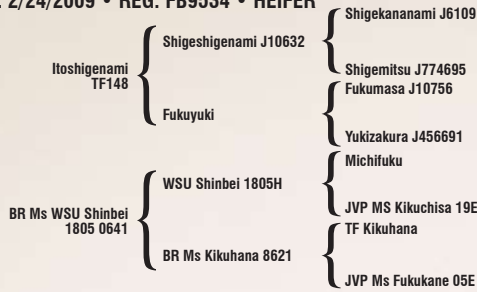 2/24/2009 • REG. FB9534 • HEIFER
Shigekananami J6109
Shigeshigenami J10632
Shigemitsu J774695
Itoshigenami
TF148
Fukumasa J10756
Fukuyuki
Yukizakura J456691
Michifuku
WSU Shinbei 1805H
JVP MS Kikuchisa 19E
BR Ms WSU Shinbei
1805 0641
TF Kikuhana
BR Ms Kikuhana 8621
JVP Ms Fukukane 05E